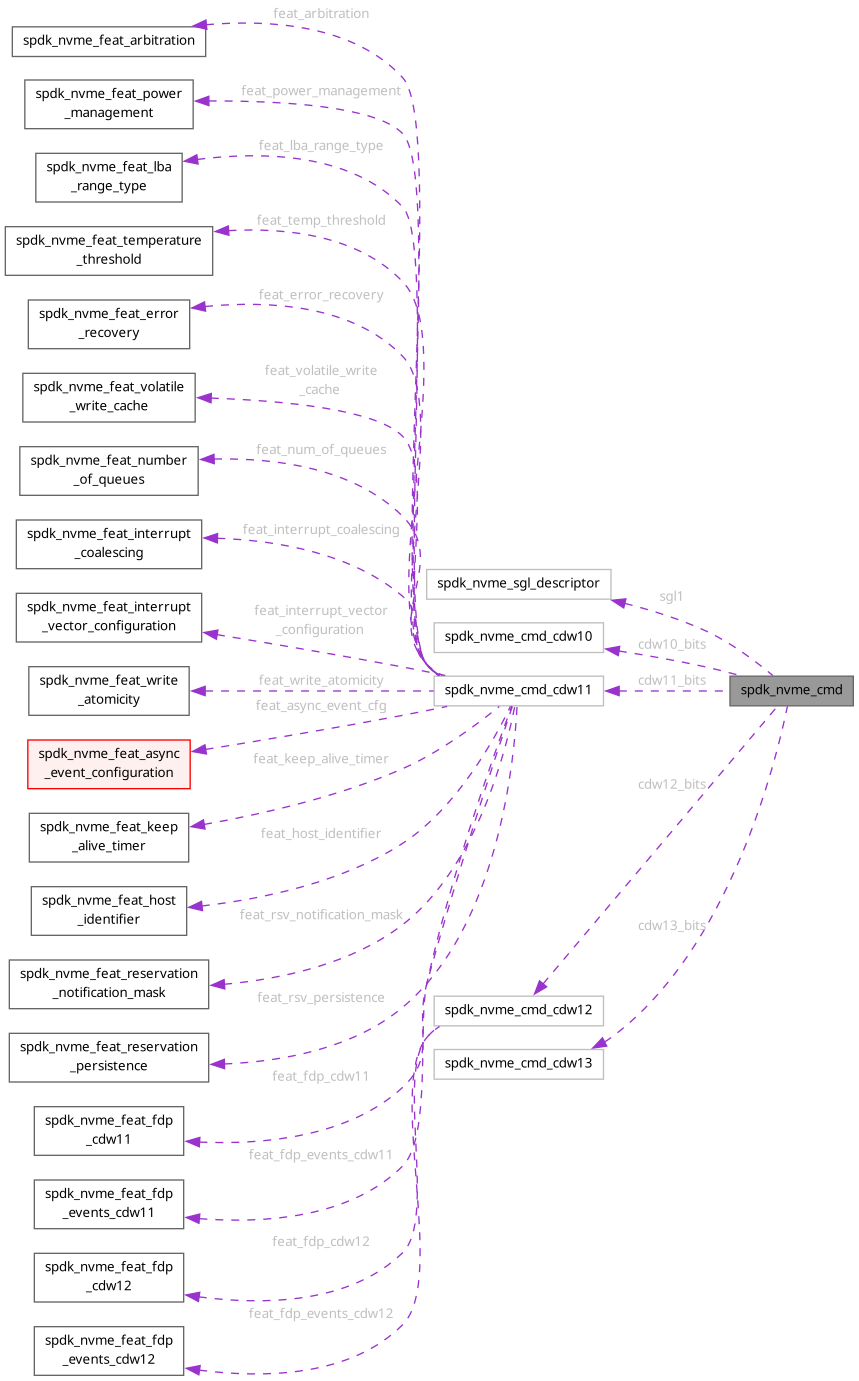 feat_arbitration
spdk_nvme_feat_arbitration
feat_power_management
spdk_nvme_feat_power
_management
feat_lba_range_type
spdk_nvme_feat_lba
_range_type
feat_temp_threshold
spdk_nvme_feat_temperature
_threshold
feat_error_recovery
spdk_nvme_feat_error
_recovery
feat_volatile_write
_cache
spdk_nvme_feat_volatile
_write_cache
feat_num_of_queues
spdk_nvme_feat_number
_of_queues
feat_interrupt_coalescing
spdk_nvme_feat_interrupt
_coalescing
feat_interrupt_vector
_configuration
spdk_nvme_feat_interrupt
_vector_configuration
feat_write_atomicity
spdk_nvme_feat_write
_atomicity
feat_async_event_cfg
spdk_nvme_feat_async
_event_configuration
feat_keep_alive_timer
spdk_nvme_feat_keep
_alive_timer
feat_host_identifier
spdk_nvme_feat_host
_identifier
feat_rsv_notification_mask
spdk_nvme_feat_reservation
_notification_mask
feat_rsv_persistence
spdk_nvme_feat_reservation
_persistence
feat_fdp_cdw11
spdk_nvme_feat_fdp
_cdw11
feat_fdp_events_cdw11
spdk_nvme_feat_fdp
_events_cdw11
feat_fdp_cdw12
spdk_nvme_feat_fdp
_cdw12
feat_fdp_events_cdw12
spdk_nvme_feat_fdp
_events_cdw12
spdk_nvme_sgl_descriptor
sgl1
spdk_nvme_cmd_cdw10
cdw10_bits
spdk_nvme_cmd_cdw11
cdw11_bits
spdk_nvme_cmd
cdw12_bits
cdw13_bits
spdk_nvme_cmd_cdw12
spdk_nvme_cmd_cdw13